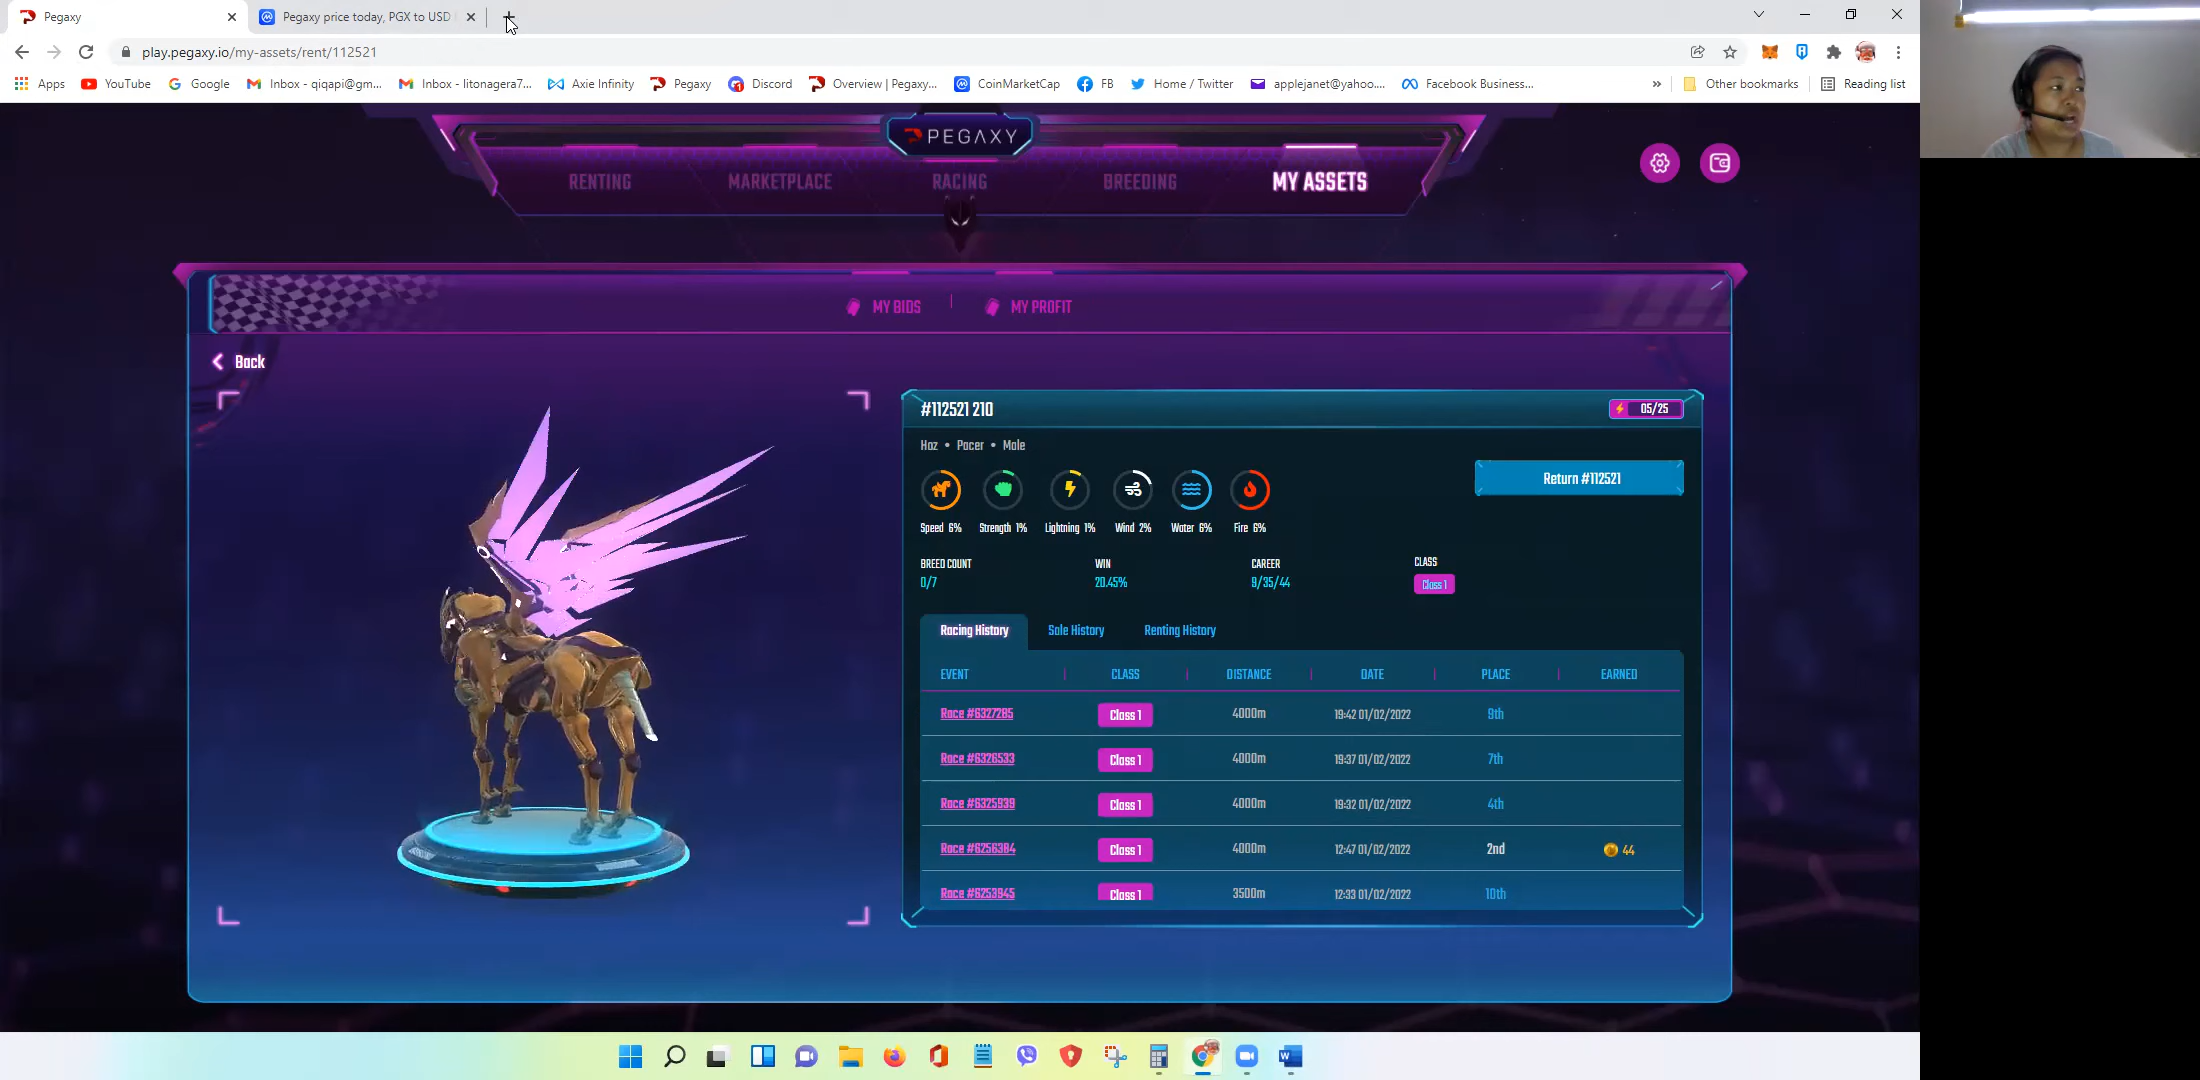 Pegaxy
Pegaxy price today, PGX to USD
play.pegaxy.io/my-assets/rent/112521
Apps YouTube Google Inbox - qiqapi@gm... Inbox - litonagera7... Axie Infinity Pegaxy Discord Overview | Pegaxy,... CoinMarketCap FB Home / Twitter applejanet@yahoo.... Facebook Business... » Other bookmarks Reading list
PEGAXY
RENTING MARKETPLACE RACING BREEDING MY ASSETS
MY BIDS MY PROFIT
Back
#112521 210 05/25
Haz • Pacer • Male
Return #112521
Speed 6% Strength 1% Lightning 1% Wind 2% Water 6% Fire 6%
BREED COUNT WIN CAREER CLASS
0/7 20.45% 9/35/44 Class 1
Racing History Sale History Renting History
EVENT CLASS DISTANCE DATE PLACE EARNED
Race #6327285 Class 1 4000m 19:42 01/02/2022 9th
Race #6326533 Class 1 4000m 19:37 01/02/2022 7th
Race #6325939 Class 1 4000m 19:32 01/02/2022 4th
Race #6256384 Class 1 4000m 12:47 01/02/2022 2nd 44
Race #6253945 Class 1 3500m 12:33 01/02/2022 10th